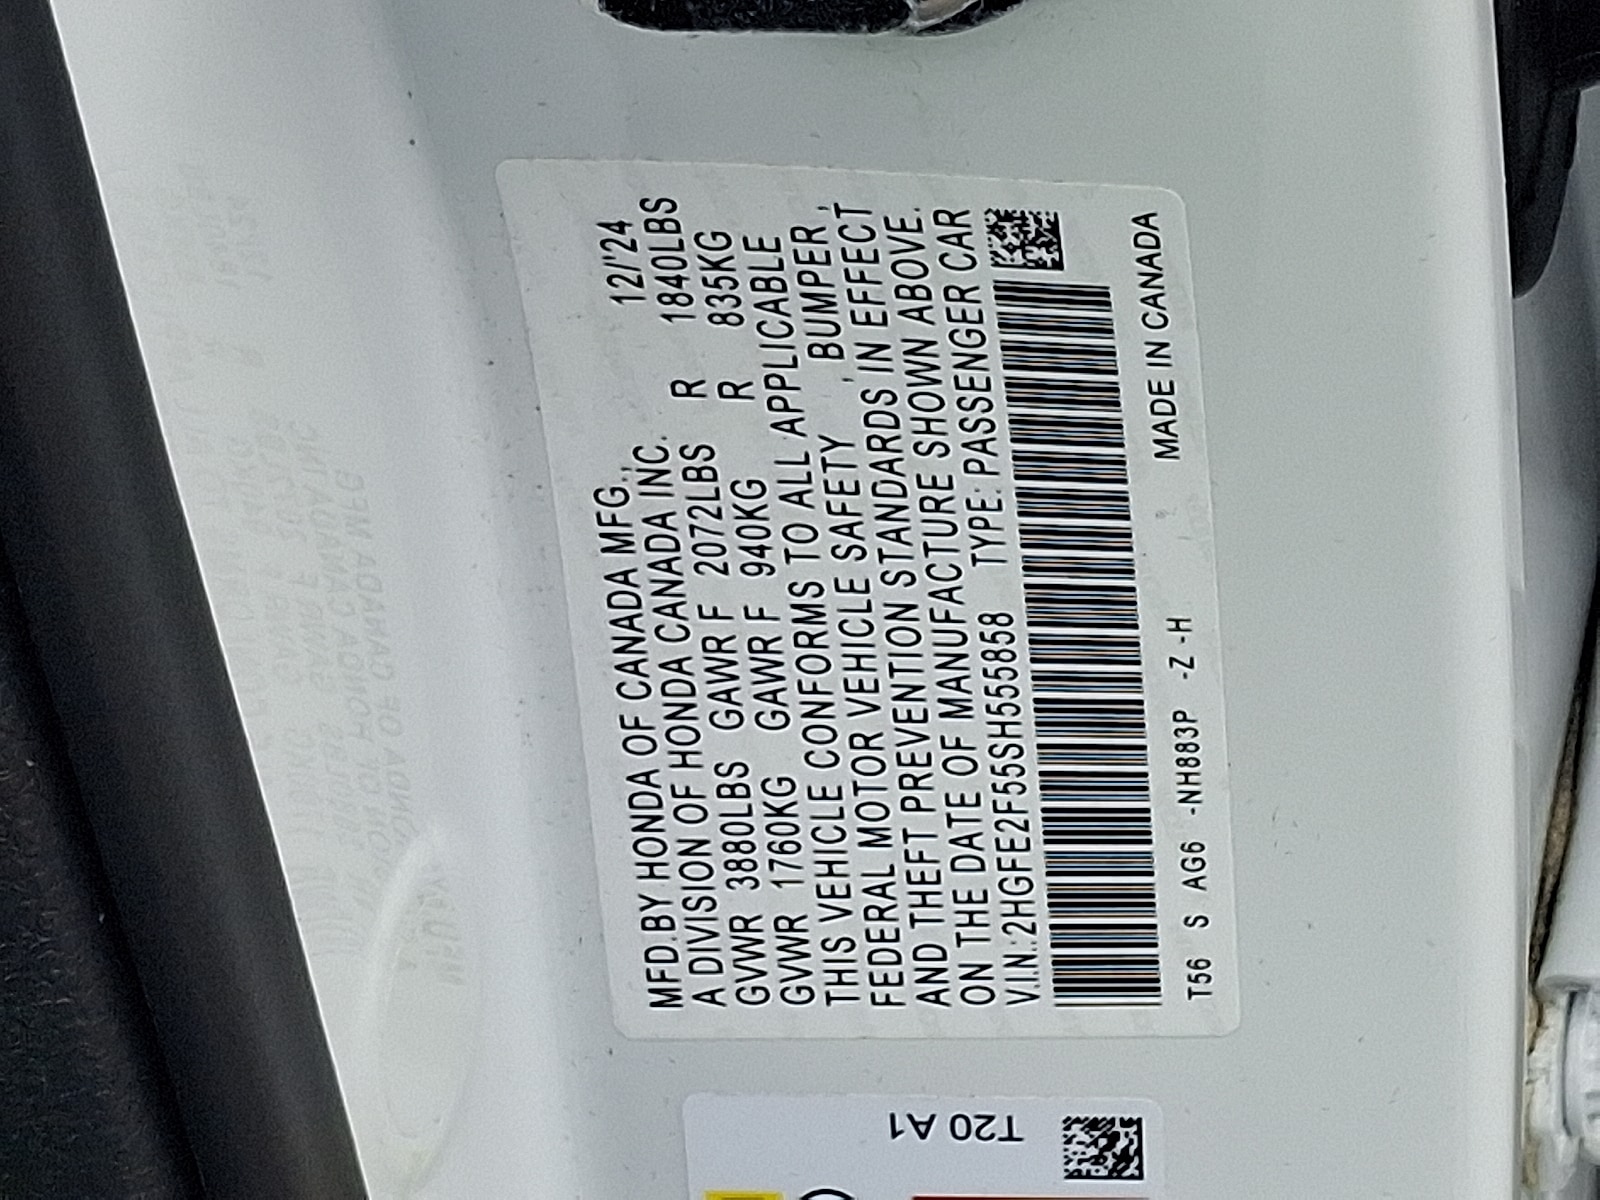 MFD.BY HONDA OF CANADA MFG., 12/'24
A DIVISION OF HONDA CANADA INC.
GVWR 3880LBS GAWR F 2072LBS R 1840LBS
GVWR 1760KG GAWR F 940KG R 835KG
THIS VEHICLE CONFORMS TO ALL APPLICABLE
FEDERAL MOTOR VEHICLE SAFETY , BUMPER,
AND THEFT PREVENTION STANDARDS IN EFFECT
ON THE DATE OF MANUFACTURE SHOWN ABOVE.
V.I.N.:2HGFE2F55SH555858 TYPE: PASSENGER CAR
T56 S AG6 -NH883P -Z -H MADE IN CANADA
T20 A1